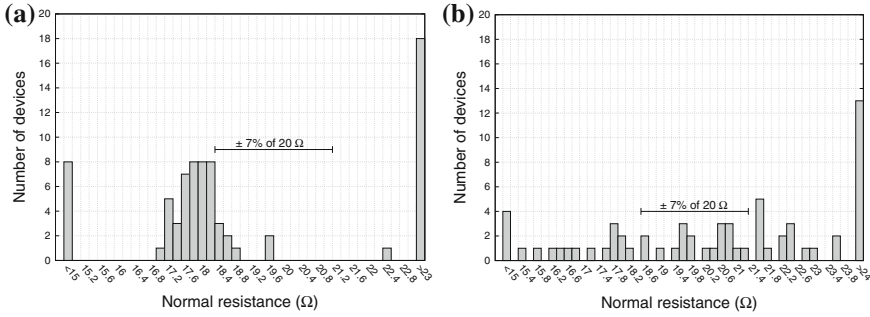 (a)
Number of devices
20
18
16
14
12
10
8
6
4
2
0
± 7% of 20 Ω
<15 15.2 15.6 16 16.4 16.8 17.2 17.6 18 18.4 18.8 19.2 19.6 20 20.4 20.8 21.2 21.6 22 22.4 22.8 >23
Normal resistance (Ω)
(b)
Number of devices
20
18
16
14
12
10
8
6
4
2
0
± 7% of 20 Ω
<15 15.4 15.8 16.2 16.6 17 17.4 17.8 18.2 18.6 19 19.4 19.8 20.2 20.6 21 21.4 21.8 22.2 22.6 23 23.4 23.8 >24
Normal resistance (Ω)